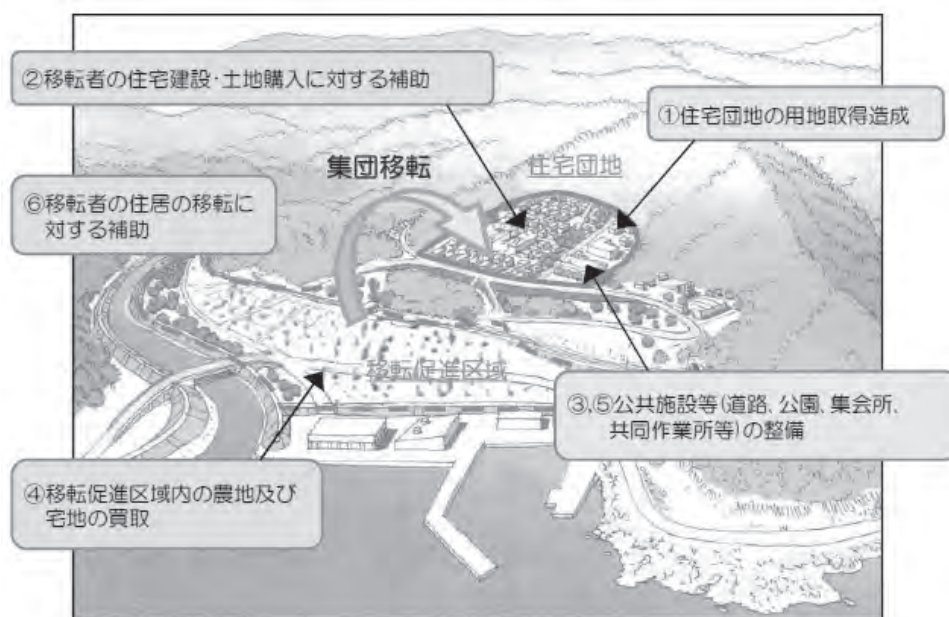 ②移転者の住宅建設・土地購入に対する補助
①住宅団地の用地取得造成
集団移転
住宅団地
⑥移転者の住居の移転に
対する補助
移転促進区域
③,⑤公共施設等(道路、公園、集会所、
共同作業所等)の整備
④移転促進区域内の農地及び
宅地の買取